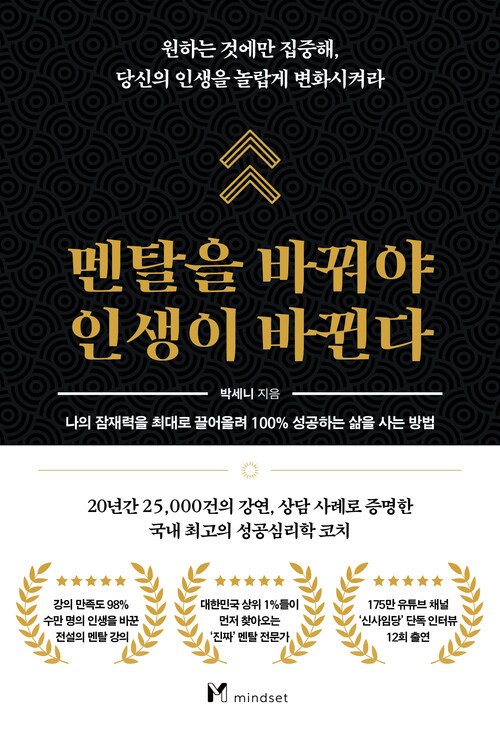 원하는 것에만 집중해,
당신의 인생을 놀랍게 변화시켜라
멘탈을 바꿔야
인생이 바뀐다
박세니 지음
나의 잠재력을 최대로 끌어올려 100% 성공하는 삶을 사는 방법
20년간 25,000건의 강연, 상담 사례로 증명한
국내 최고의 성공심리학 코치
강의 만족도 98%
수만 명의 인생을 바꾼
전설의 멘탈 강의
대한민국 상위 1%들이
먼저 찾아오는
‘진짜’ 멘탈 전문가
175만 유튜브 채널
‘신사임당’ 단독 인터뷰
12회 출연
M mindset